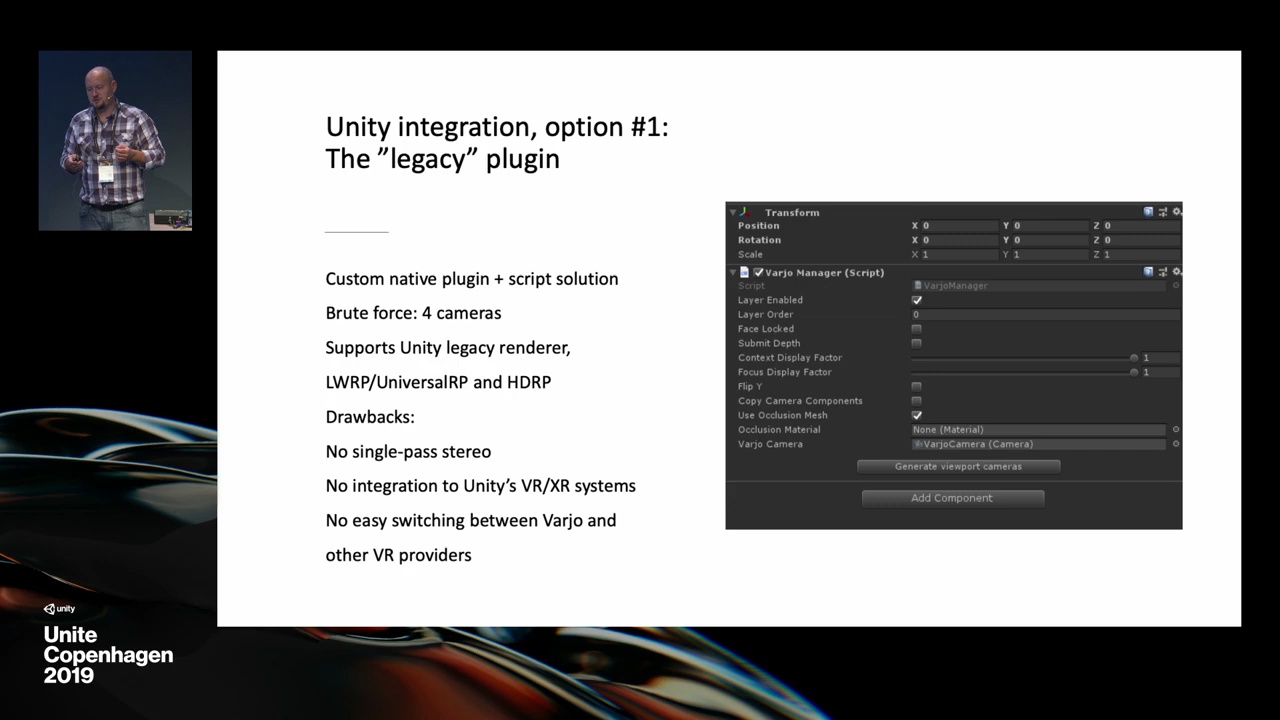 Unity integration, option #1:
The ”legacy” plugin
Custom native plugin + script solution
Brute force: 4 cameras
Supports Unity legacy renderer,
LWRP/UniversalRP and HDRP
Drawbacks:
No single-pass stereo
No integration to Unity’s VR/XR systems
No easy switching between Varjo and
other VR providers
Transform
Position X 0 Y 0 Z 0
Rotation X 0 Y 0 Z 0
Scale X 1 Y 1 Z 1
Varjo Manager (Script)
Script VarjoManager
Layer Enabled
Layer Order 0
Face Locked
Submit Depth
Context Display Factor 1
Focus Display Factor 1
Flip Y
Copy Camera Components
Use Occlusion Mesh
Occlusion Material None (Material)
Varjo Camera VarjoCamera (Camera)
Generate viewport cameras
Add Component
unity
Unite
Copenhagen
2019